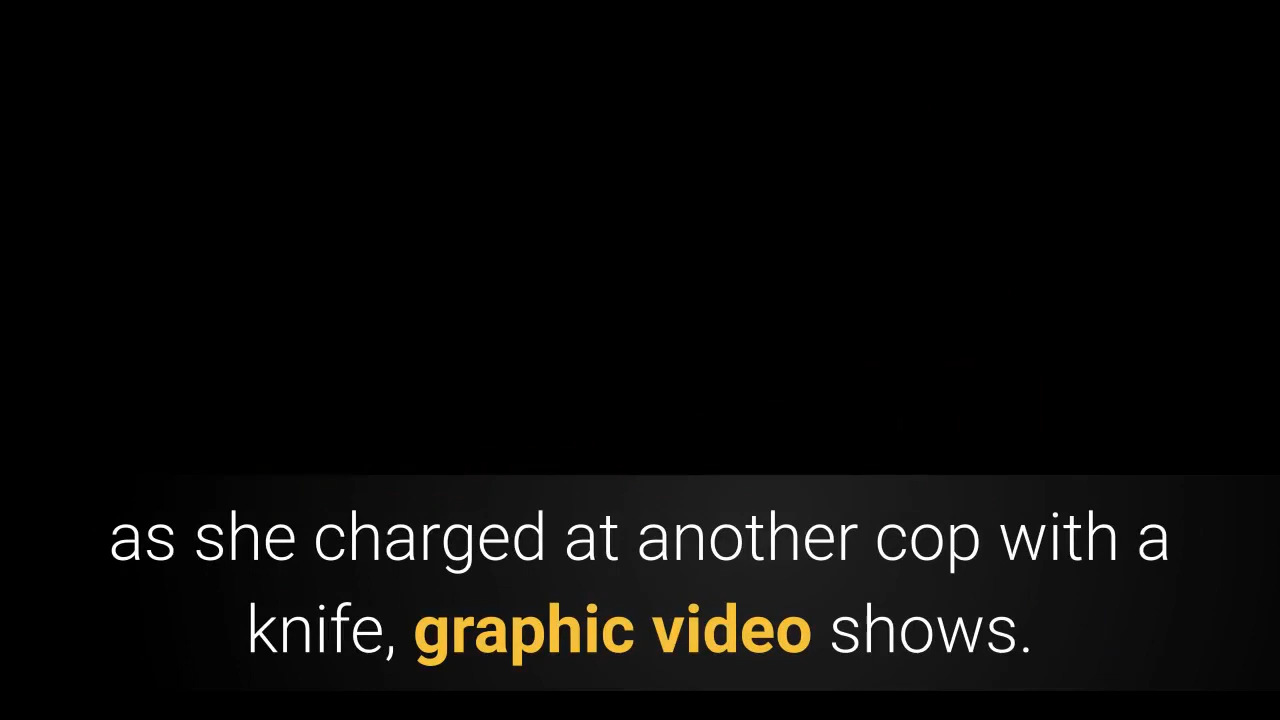 as she charged at another cop with a
knife, graphic video shows.